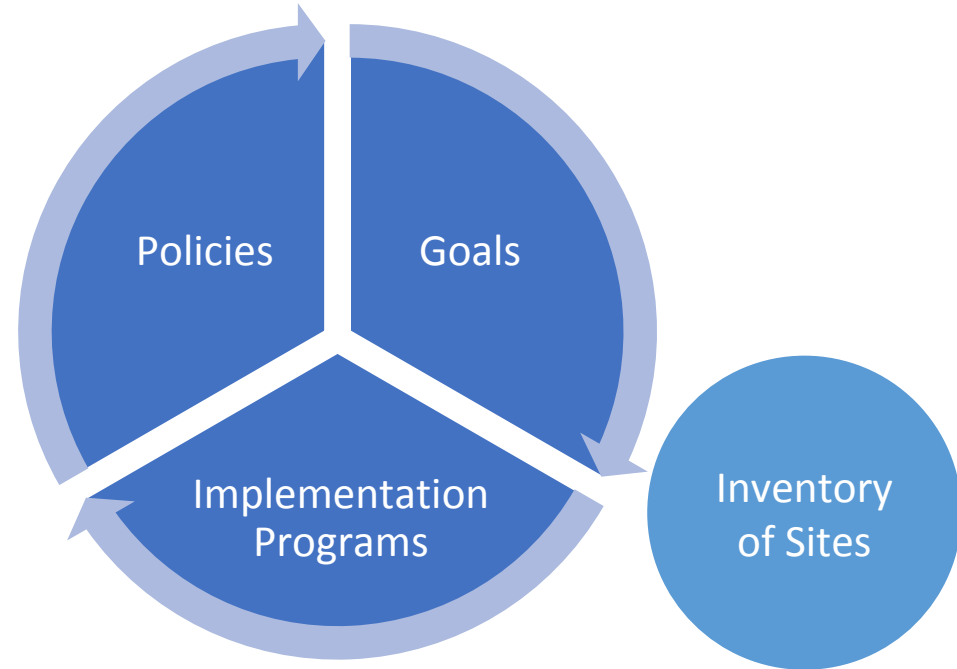 Policies
Goals
Implementation
Programs
Inventory
of Sites